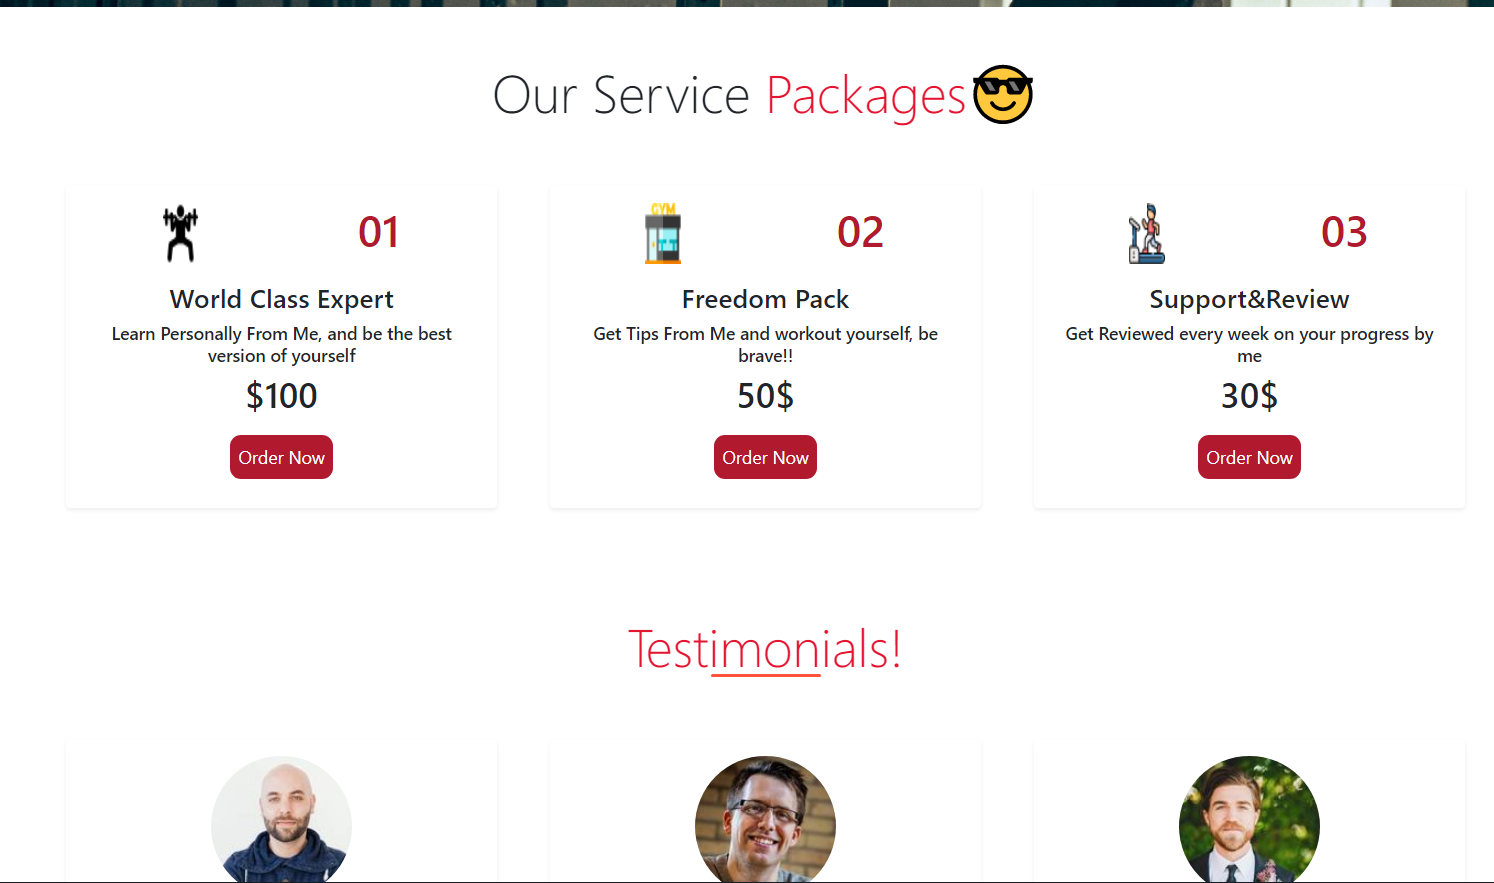 Our Service Packages😎
01
World Class Expert
Learn Personally From Me, and be the best
version of yourself
$100
Order Now
GYM
02
Freedom Pack
Get Tips From Me and workout yourself, be
brave!!
50$
Order Now
03
Support&Review
Get Reviewed every week on your progress by
me
30$
Order Now
Testimonials!